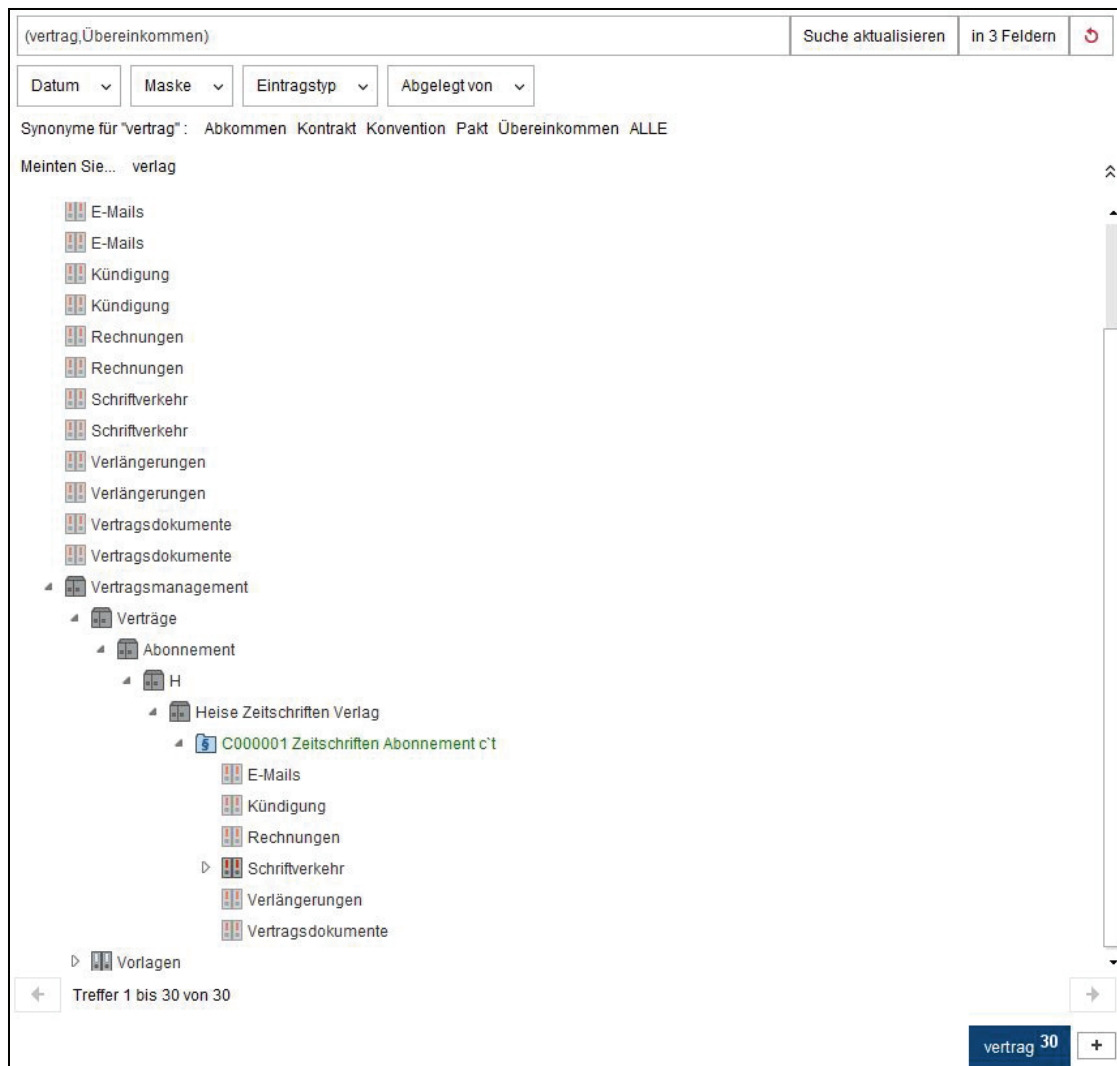 (vertrag,Übereinkommen) Suche aktualisieren in 3 Feldern
Datum Maske Eintragstyp Abgelegt von
Synonyme für "vertrag" : Abkommen Kontrakt Konvention Pakt Übereinkommen ALLE
Meinten Sie... verlag
E-Mails
E-Mails
Kündigung
Kündigung
Rechnungen
Rechnungen
Schriftverkehr
Schriftverkehr
Verlängerungen
Verlängerungen
Vertragsdokumente
Vertragsdokumente
Vertragsmanagement
Verträge
Abonnement
H
Heise Zeitschriften Verlag
§ C000001 Zeitschriften Abonnement c`t
E-Mails
Kündigung
Rechnungen
Schriftverkehr
Verlängerungen
Vertragsdokumente
Vorlagen
Treffer 1 bis 30 von 30
vertrag 30 +